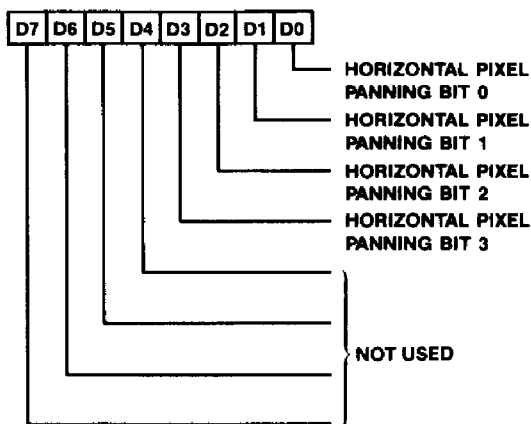 D7 D6 D5 D4 D3 D2 D1 D0
HORIZONTAL PIXEL
PANNING BIT 0
HORIZONTAL PIXEL
PANNING BIT 1
HORIZONTAL PIXEL
PANNING BIT 2
HORIZONTAL PIXEL
PANNING BIT 3
NOT USED